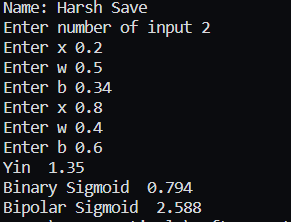 Name: Harsh Save
Enter number of input 2
Enter x 0.2
Enter w 0.5
Enter b 0.34
Enter x 0.8
Enter w 0.4
Enter b 0.6
Yin  1.35
Binary Sigmoid  0.794
Bipolar Sigmoid  2.588